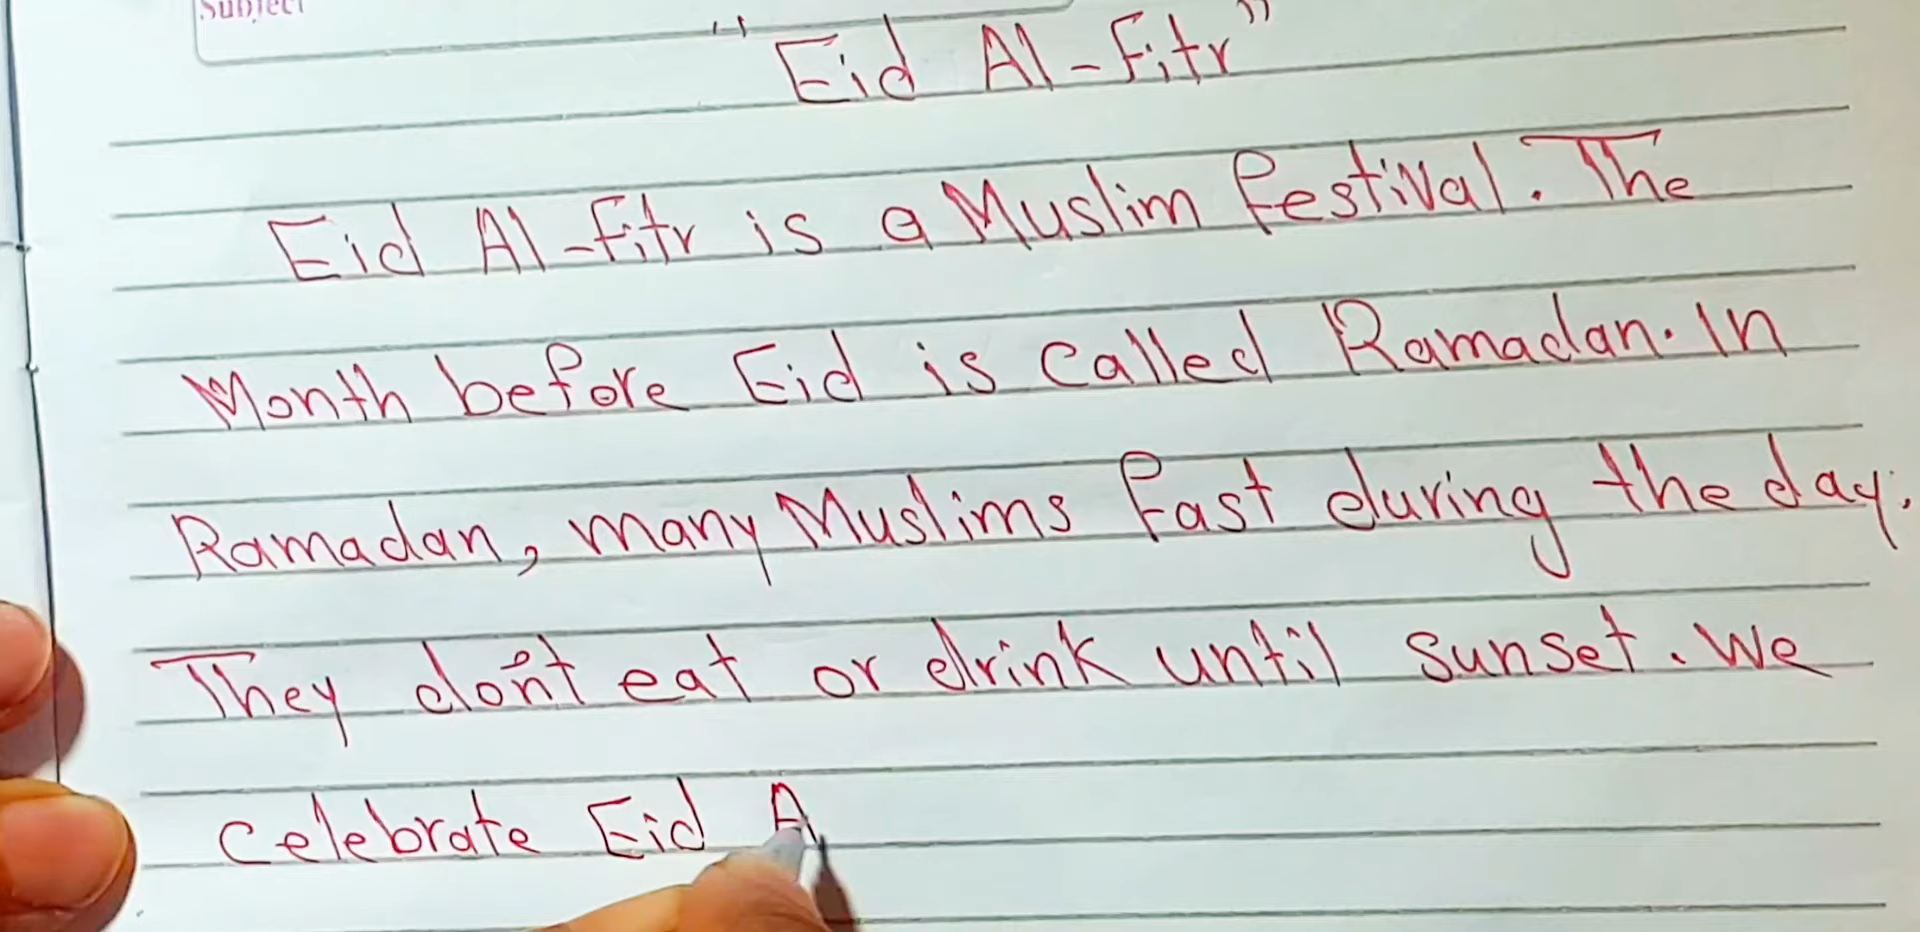 Subject
"Eid Al-Fitr"
Eid Al-Fitr is a Muslim festival. The
Month before Eid is called Ramadan. In
Ramadan, many Muslims fast during the day.
They don't eat or drink until sunset. We
celebrate Eid A